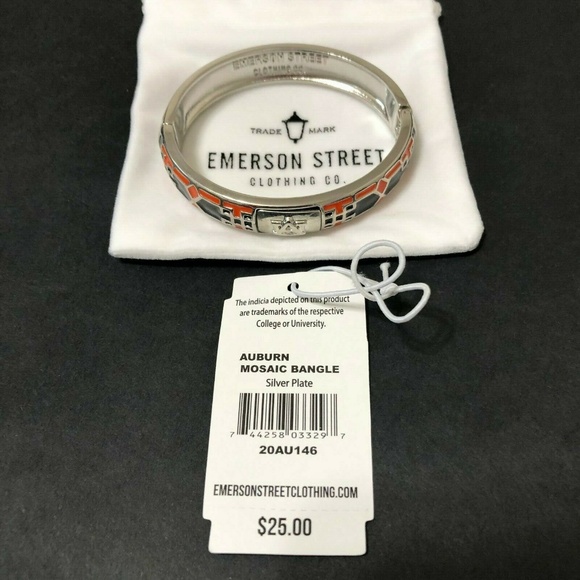 EMERSON STREET
CLOTHING CO.
TRADE MARK
EMERSON STREET
CLOTHING CO.
AU
The indicia depicted on this product
are trademarks of the respective
College or University.
AUBURN
MOSAIC BANGLE
Silver Plate
7 44258 03329 7
20AU146
EMERSONSTREETCLOTHING.COM
$25.00